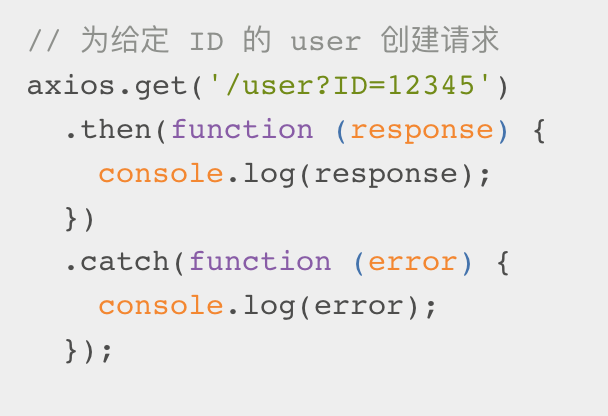 // 为给定 ID 的 user 创建请求
axios.get('/user?ID=12345')
  .then(function (response) {
    console.log(response);
  })
  .catch(function (error) {
    console.log(error);
  });